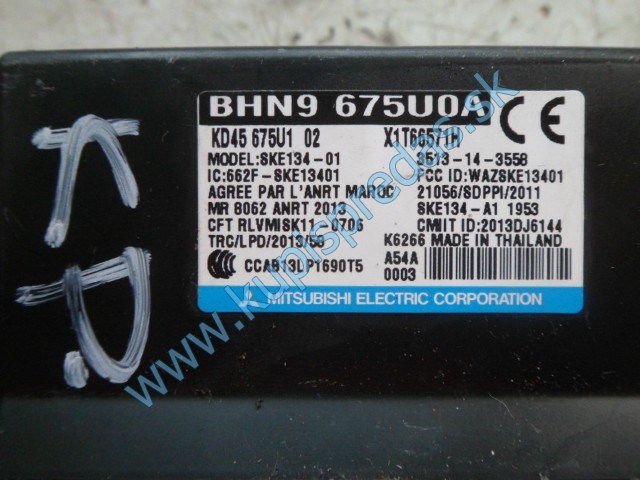 BHN9 675U0A
KD45 675U1 02 X1T66571H
MODEL:SKE134-01 3513-14-3558
IC:662F-SKE13401 FCC ID:WAZSKE13401
AGREE PAR L'ANRT MAROC 21056/SDPPI/2011
MR 8062 ANRT 2013 SKE134-A1 1953
CFT RLVMISK11-0706 CMIIT ID:2013DJ6144
TRC/LPD/2013/59 K6266 MADE IN THAILAND
CCAB13LP1690T5 A54A
0003
MITSUBISHI ELECTRIC CORPORATION
CE
www.kupispredas.sk